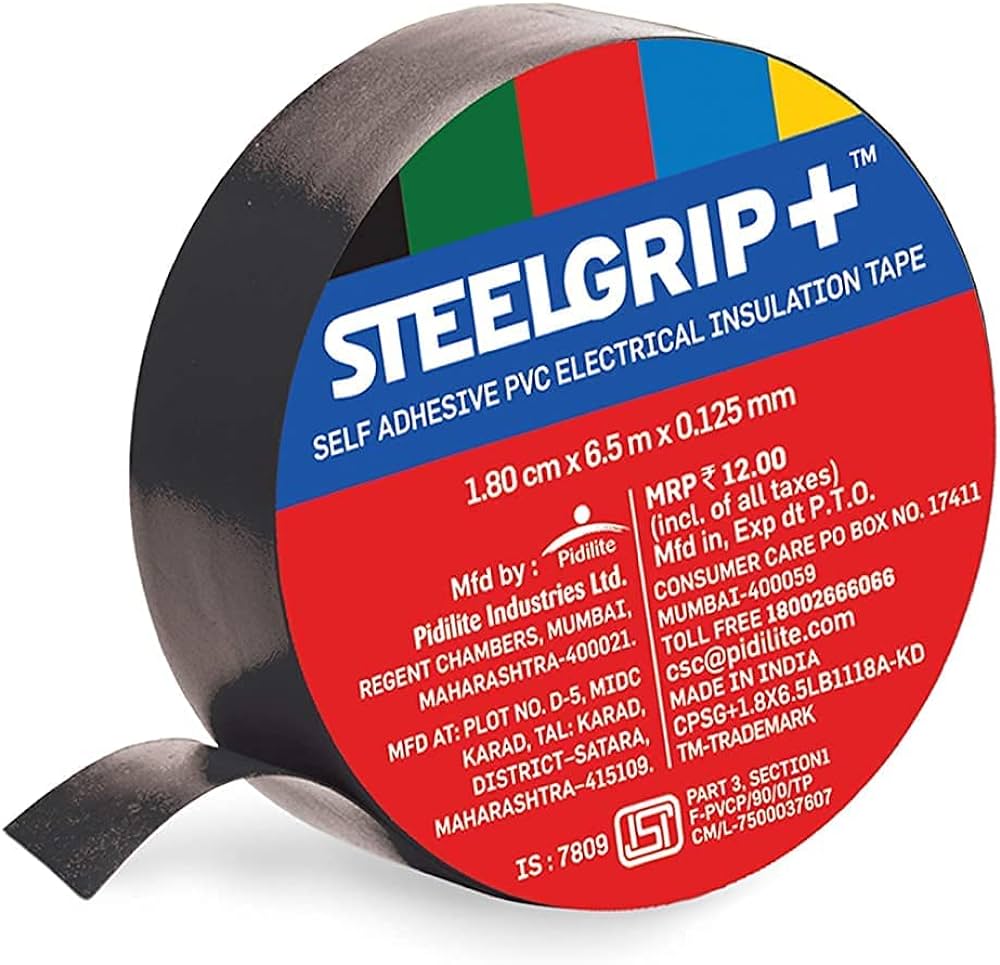 STEELGRIP+™
SELF ADHESIVE PVC ELECTRICAL INSULATION TAPE
1.80 cm x 6.5 m x 0.125 mm
Mfd by : Pidilite
Pidilite Industries Ltd.
REGENT CHAMBERS, MUMBAI,
MAHARASHTRA-400021.
MFD AT: PLOT NO. D-5, MIDC
KARAD, TAL: KARAD,
DISTRICT-SATARA,
MAHARASHTRA-415109.
MRP ₹ 12.00
(incl. of all taxes)
Mfd in, Exp dt P.T.O.
CONSUMER CARE PO BOX NO. 17411
MUMBAI-400059
TOLL FREE 18002666066
csc@pidilite.com
MADE IN INDIA
CPSG+1.8X6.5LB1118A-KD
TM-TRADEMARK
IS : 7809
ISI
PART 3, SECTION1
F-PVCP/90/0/TP
CM/L-7500037607